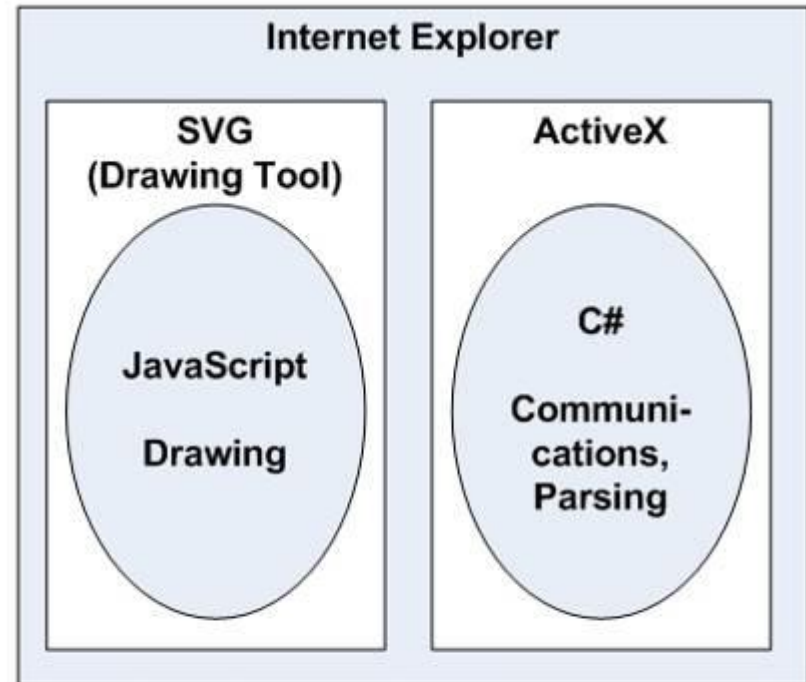 Internet Explorer
SVG
(Drawing Tool)
JavaScript
Drawing
ActiveX
C#
Communi-
cations,
Parsing